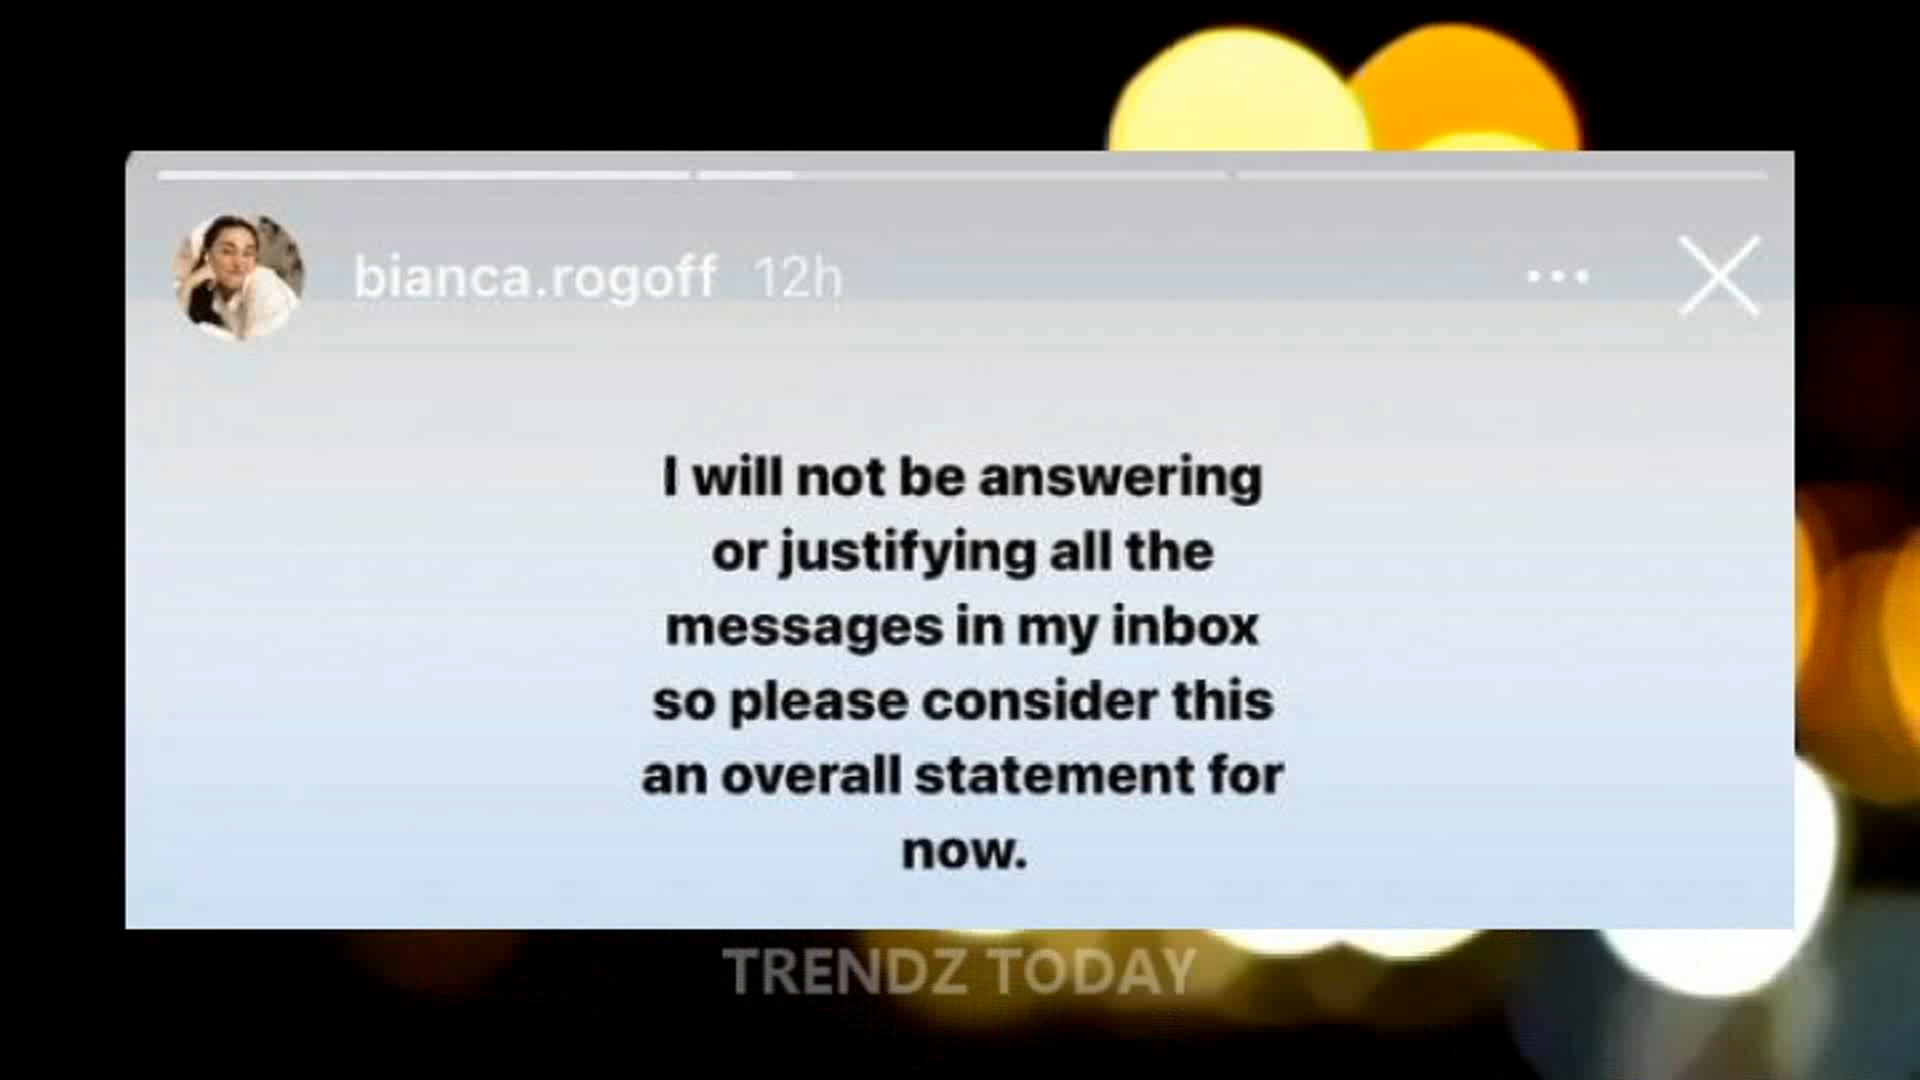 bianca.rogoff 12h
I will not be answering
or justifying all the
messages in my inbox
so please consider this
an overall statement for
now.
TRENDZ TODAY